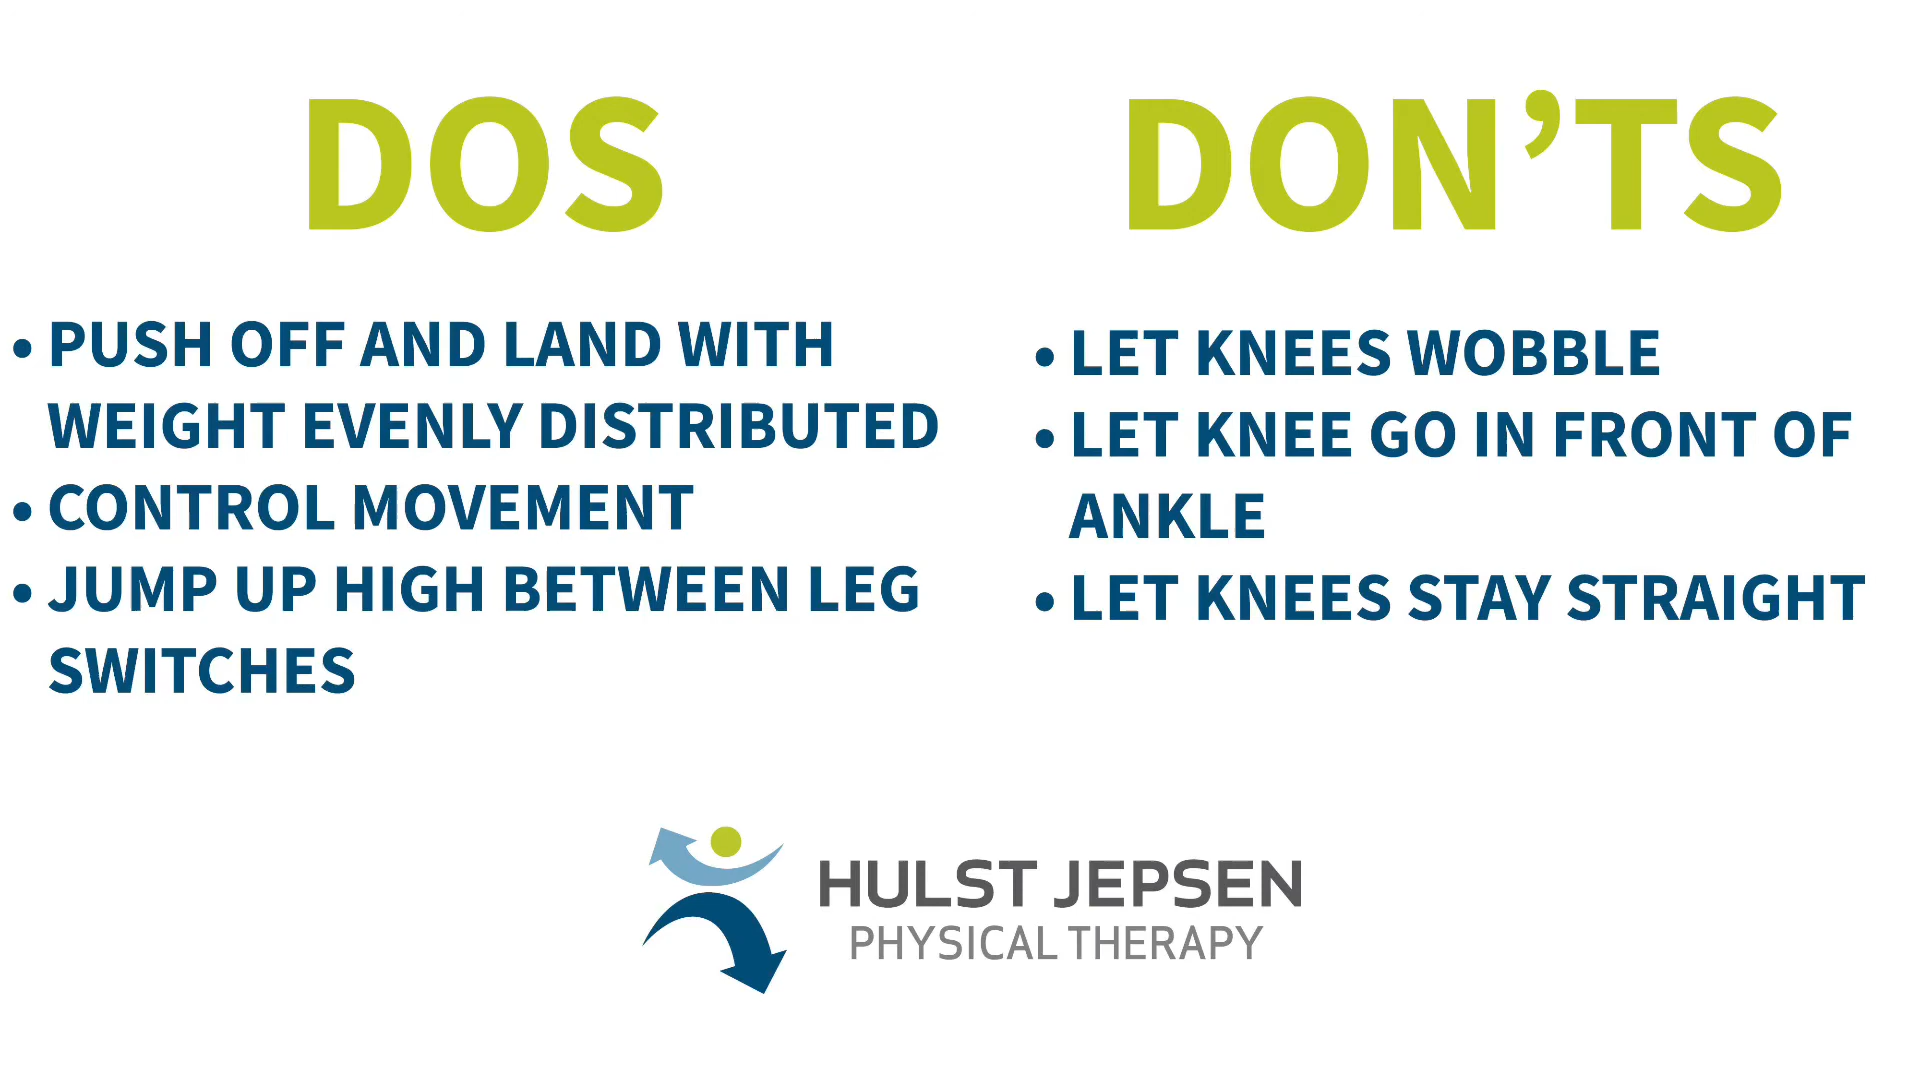 DOS
• PUSH OFF AND LAND WITH
WEIGHT EVENLY DISTRIBUTED
• CONTROL MOVEMENT
• JUMP UP HIGH BETWEEN LEG
SWITCHES
DON’TS
• LET KNEES WOBBLE
• LET KNEE GO IN FRONT OF
ANKLE
• LET KNEES STAY STRAIGHT
HULST JEPSEN
PHYSICAL THERAPY